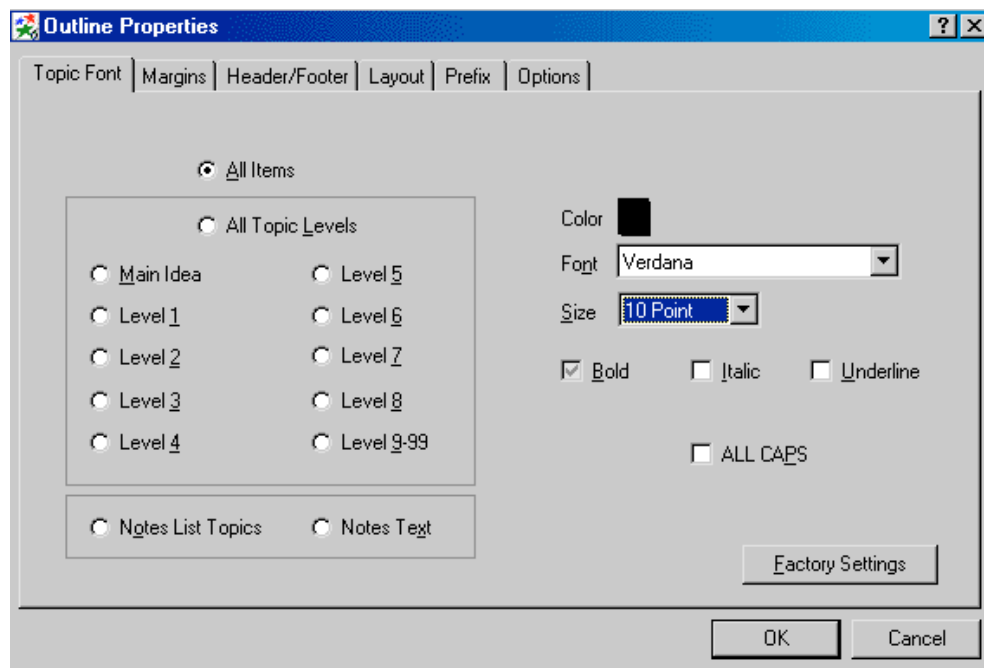 Outline Properties
Topic Font Margins Header/Footer Layout Prefix Options
All Items
All Topic Levels
Main Idea Level 5
Level 1 Level 6
Level 2 Level 7
Level 3 Level 8
Level 4 Level 9-99
Notes List Topics Notes Text
Color
Font Verdana
Size 10 Point
Bold Italic Underline
ALL CAPS
Factory Settings
OK Cancel